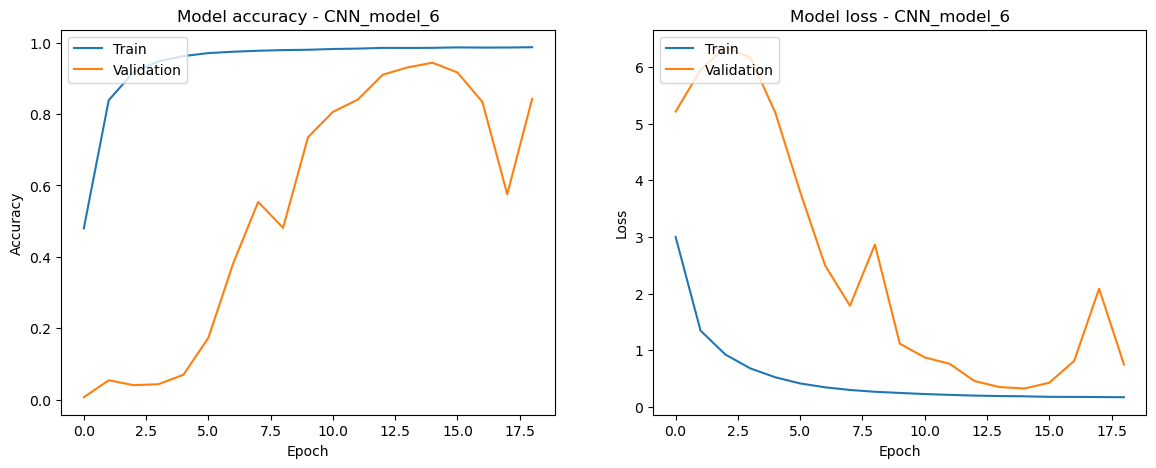 Model accuracy - CNN_model_6
Train
Validation
Accuracy
1.0
0.8
0.6
0.4
0.2
0.0
0.0 2.5 5.0 7.5 10.0 12.5 15.0 17.5
Epoch
Model loss - CNN_model_6
Train
Validation
Loss
6
5
4
3
2
1
0
0.0 2.5 5.0 7.5 10.0 12.5 15.0 17.5
Epoch